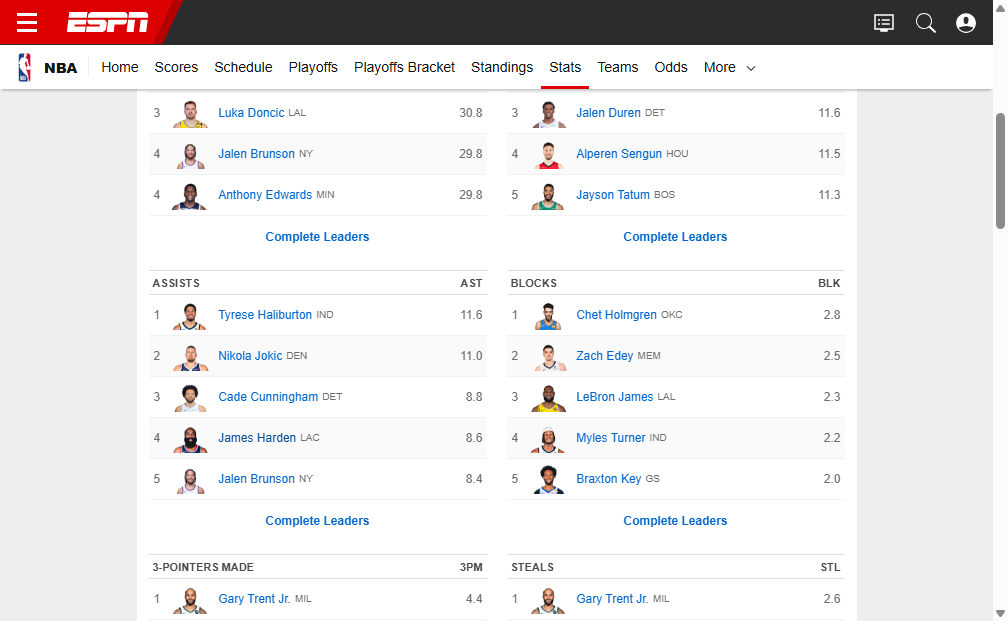 ESPN
NBA Home Scores Schedule Playoffs Playoffs Bracket Standings Stats Teams Odds More
3 Luka Doncic LAL 30.8
4 Jalen Brunson NY 29.8
4 Anthony Edwards MIN 29.8
Complete Leaders
3 Jalen Duren DET 11.6
4 Alperen Sengun HOU 11.5
5 Jayson Tatum BOS 11.3
Complete Leaders
ASSISTS AST
1 Tyrese Haliburton IND 11.6
2 Nikola Jokic DEN 11.0
3 Cade Cunningham DET 8.8
4 James Harden LAC 8.6
5 Jalen Brunson NY 8.4
Complete Leaders
BLOCKS BLK
1 Chet Holmgren OKC 2.8
2 Zach Edey MEM 2.5
3 LeBron James LAL 2.3
4 Myles Turner IND 2.2
5 Braxton Key GS 2.0
Complete Leaders
3-POINTERS MADE 3PM
1 Gary Trent Jr. MIL 4.4
STEALS STL
1 Gary Trent Jr. MIL 2.6